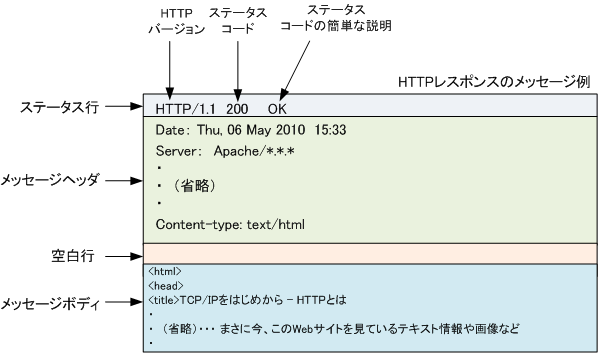 HTTP
バージョン
ステータス
コード
ステータス
コードの簡単な説明
HTTPレスポンスのメッセージ例
ステータス行
HTTP/1.1 200 OK
Date： Thu, 06 May 2010 15:33
Server： Apache/*.*.*
・
・ （省略）
・
メッセージヘッダ
Content-type: text/html
空白行
<html>
<head>
<title>TCP/IPをはじめから − HTTPとは
メッセージボディ
・
・ （省略）・・・ まさに今、このWebサイトを見ているテキスト情報や画像など
・